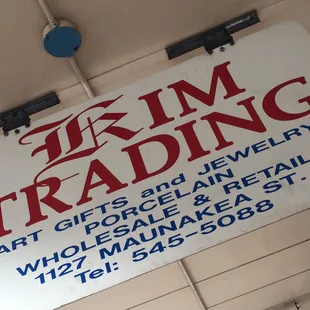 KIM
TRADING
ART GIFTS and JEWELRY
PORCELAIN
WHOLESALE & RETAIL
1127 MAUNAKEA ST.
Tel: 545-5088